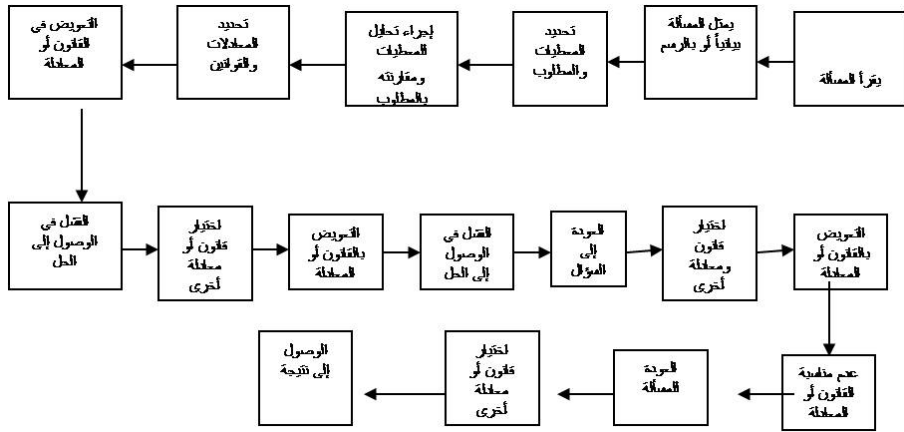 يقرأ المسألة
يمثل المسألة
بيانياً أو بالرسم
تحديد
المعطيات
والمطلوب
إجراء تحليل
المعطيات
ومقارنته
بالمطلوب
تحديد
المعادلات
والقوانين
التعويض في
القانون أو
المعادلة
الفشل في
الوصول إلى
الحل
اختيار
قانون أو
معادلة
أخرى
التعويض
بالقانون أو
المعادلة
الفشل في
الوصول
إلى الحل
العودة
إلى
السؤال
اختيار
قانون
ومعادلة
أخرى
التعويض
بالقانون أو
المعادلة
عدم مناسبة
القانون أو
المعادلة
العودة
المسألة
اختيار
قانون أو
معادلة
أخرى
الوصول
إلى نتيجة